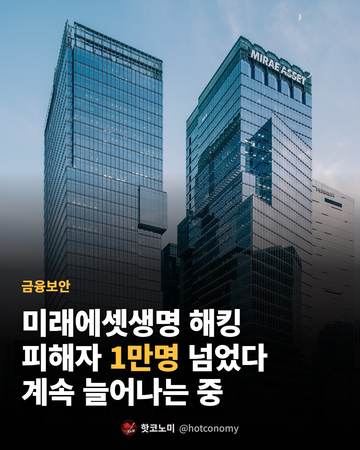 MIRAE ASSET
금융보안
미래에셋생명 해킹
피해자 1만명 넘었다
계속 늘어나는 중
핫코노미 @hotconomy